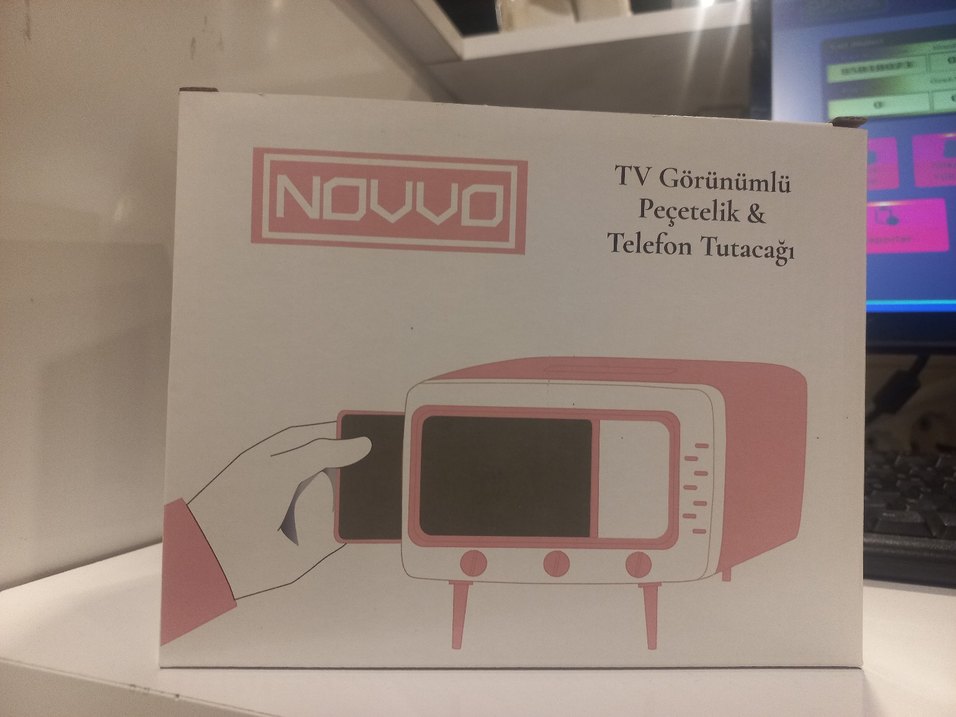 NOVVO
TV Görünümlü
Peçetelik &
Telefon Tutacağı